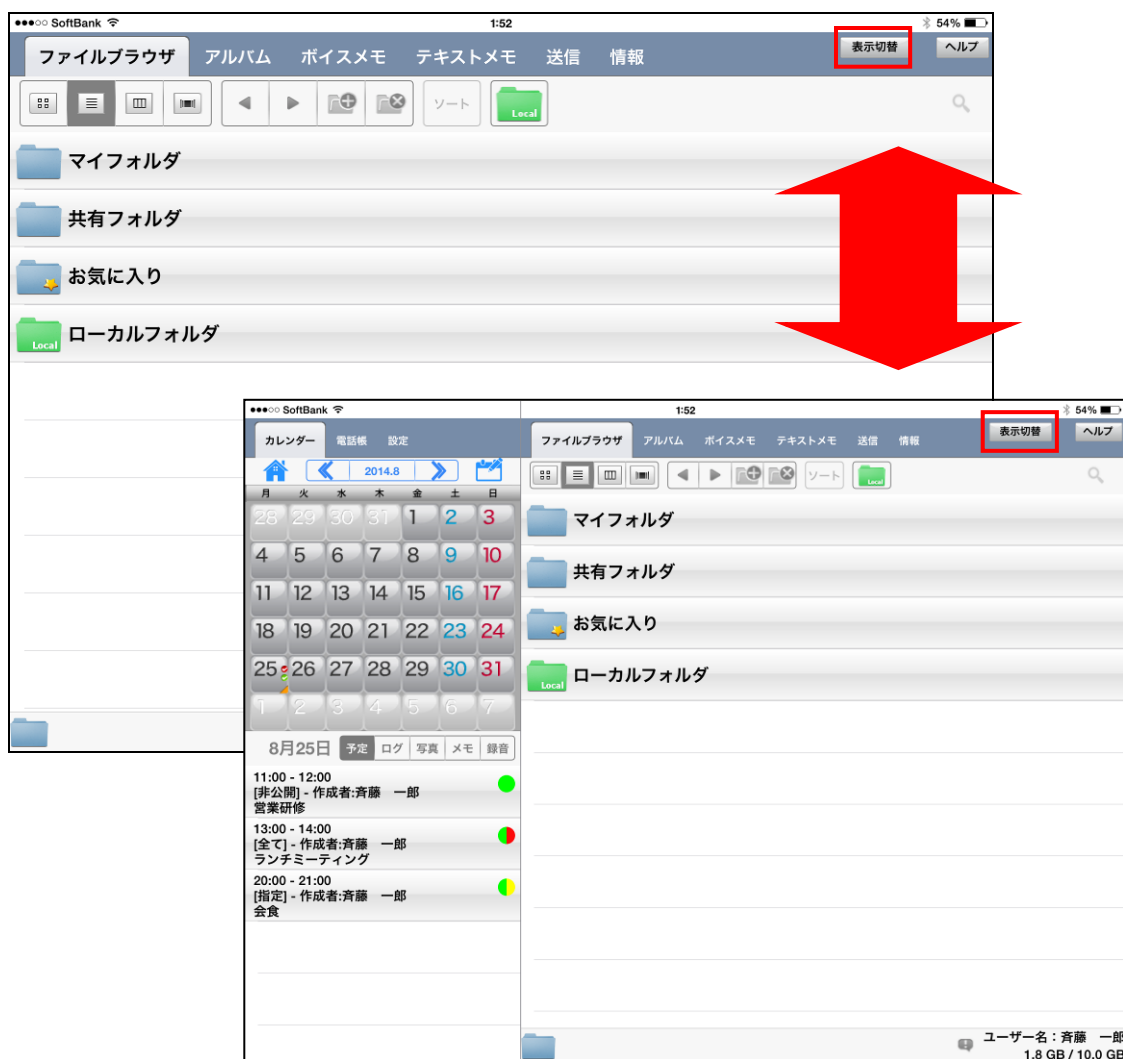 ●●●○○ SoftBank 1:52 54%
ファイルブラウザ アルバム ボイスメモ テキストメモ 送信 情報 表示切替 ヘルプ
ソート Local
マイフォルダ
共有フォルダ
お気に入り
Local ローカルフォルダ
●●●○○ SoftBank 1:52 54%
カレンダー 電話帳 設定 ファイルブラウザ アルバム ボイスメモ テキストメモ 送信 情報 表示切替 ヘルプ
2014.8 ソート Local
月 火 水 木 金 土 日
28 29 30 31 1 2 3
4 5 6 7 8 9 10
11 12 13 14 15 16 17
18 19 20 21 22 23 24
25 26 27 28 29 30 31
1 2 3 4 5 6 7
マイフォルダ
共有フォルダ
お気に入り
Local ローカルフォルダ
8月25日 予定 ログ 写真 メモ 録音
11:00 - 12:00
[非公開] - 作成者:斉藤 一郎
営業研修
13:00 - 14:00
[全て] - 作成者:斉藤 一郎
ランチミーティング
20:00 - 21:00
[指定] - 作成者:斉藤 一郎
会食
ユーザー名：斉藤 一郎
1.8 GB / 10.0 GB